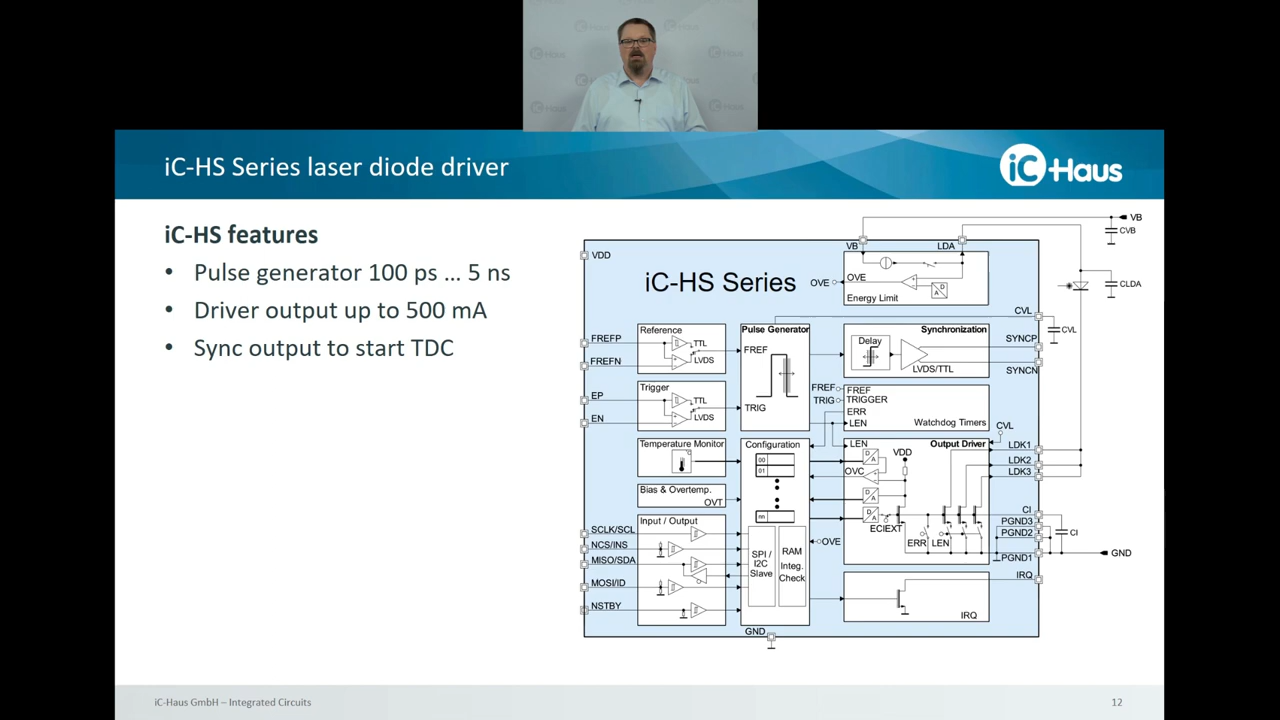 iC-HS Series laser diode driver
iC Haus
iC-HS features
• Pulse generator 100 ps ... 5 ns
• Driver output up to 500 mA
• Sync output to start TDC
VB
CVB
VB
LDA
VDD
iC-HS Series
OVE
OVE
D
A
Energy Limit
CLDA
CVL
CVL
Reference
Pulse Generator
Synchronization
FREFP
TTL
FREF
Delay
SYNCP
FREFN
LVDS
LVDS/TTL
SYNCN
Trigger
FREF
FREF
EP
TTL
TRIG
TRIGGER
TRIG
ERR
EN
LVDS
LEN
Watchdog Timers
CVL
Temperature Monitor
Configuration
LEN
Output Driver
LDK1
00
D
A
VDD
LDK2
01
OVC
LDK3
Bias & Overtemp.
D
A
OVT
nn
D
A
CI
Input / Output
ECIEXT
PGND3
SCLK/SCL
PGND2
CI
NCS/INS
OVE
ERR
LEN
MISO/SDA
SPI /
I2C
Slave
RAM
Integ.
Check
PGND1
GND
MOSI/ID
IRQ
NSTBY
IRQ
GND
iC-Haus GmbH – Integrated Circuits
12